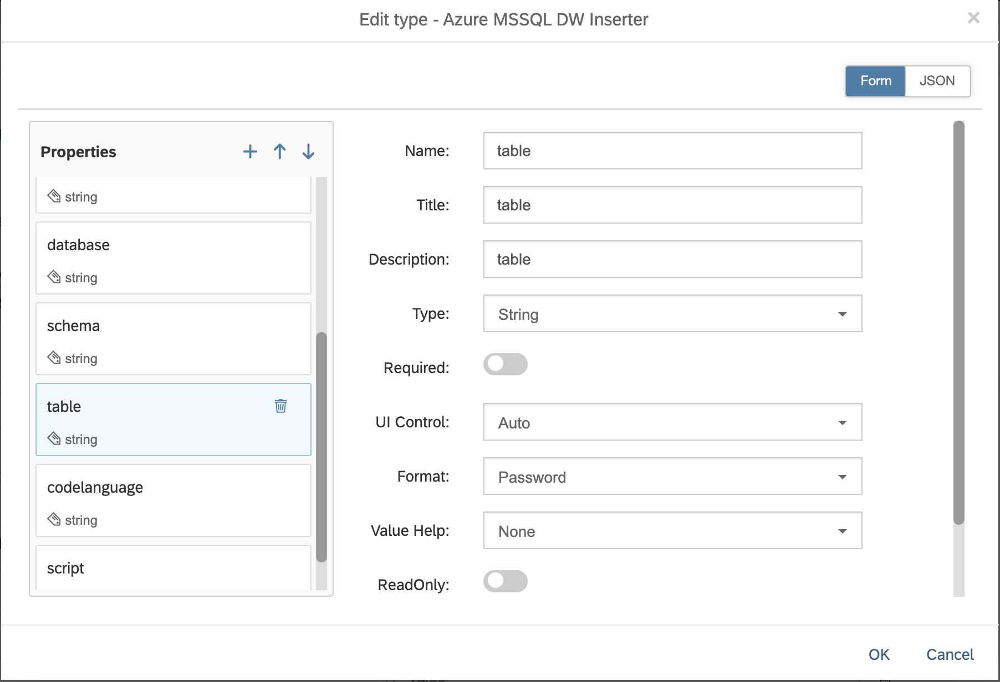 Edit type - Azure MSSQL DW Inserter
Form
JSON
Properties
string
database
string
schema
string
table
string
codelanguage
string
script
Name:
table
Title:
table
Description:
table
Type:
String
Required:
UI Control:
Auto
Format:
Password
Value Help:
None
ReadOnly:
OK
Cancel